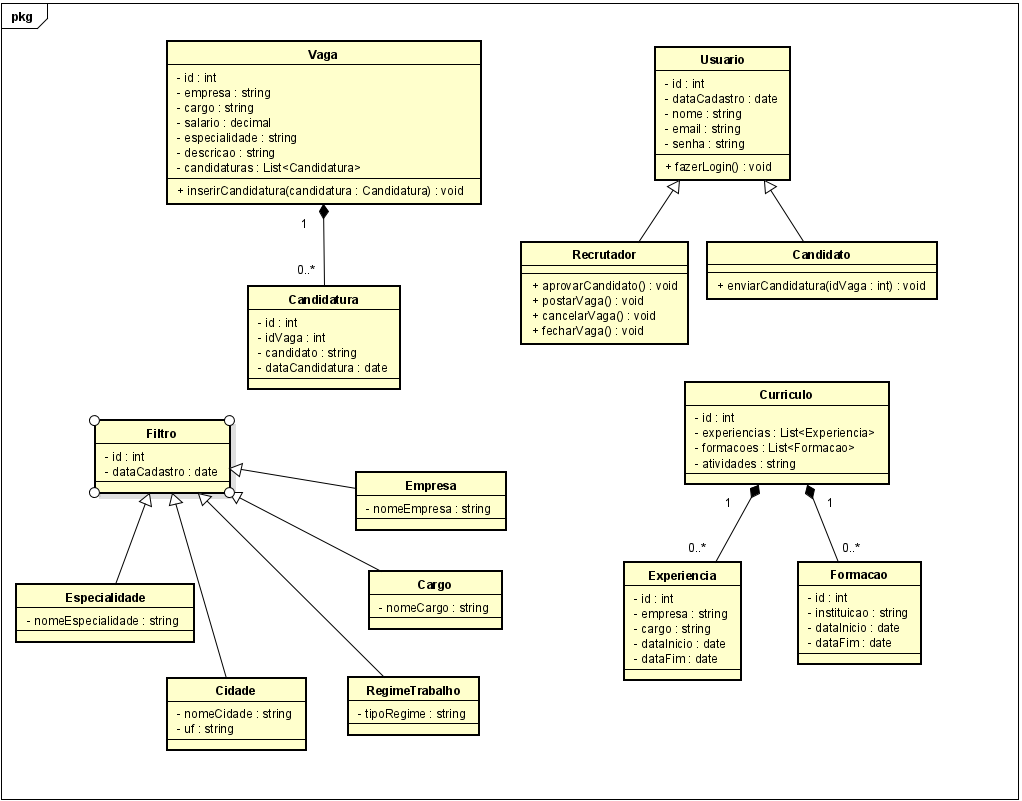 pkg
Vaga
- id : int
- empresa : string
- cargo : string
- salario : decimal
- especialidade : string
- descricao : string
- candidaturas : List<Candidatura>
+ inserirCandidatura(candidatura : Candidatura) : void
1
0..*
Candidatura
- id : int
- idVaga : int
- candidato : string
- dataCandidatura : date
Usuario
- id : int
- dataCadastro : date
- nome : string
- email : string
- senha : string
+ fazerLogin() : void
Recrutador
+ aprovarCandidato() : void
+ postarVaga() : void
+ cancelarVaga() : void
+ fecharVaga() : void
Candidato
+ enviarCandidatura(idVaga : int) : void
Filtro
- id : int
- dataCadastro : date
Empresa
- nomeEmpresa : string
Cargo
- nomeCargo : string
Especialidade
- nomeEspecialidade : string
Cidade
- nomeCidade : string
- uf : string
RegimeTrabalho
- tipoRegime : string
Curriculo
- id : int
- experiencias : List<Experiencia>
- formacoes : List<Formacao>
- atividades : string
1
1
0..*
0..*
Experiencia
- id : int
- empresa : string
- cargo : string
- dataInicio : date
- dataFim : date
Formacao
- id : int
- instituicao : string
- dataInicio : date
- dataFim : date